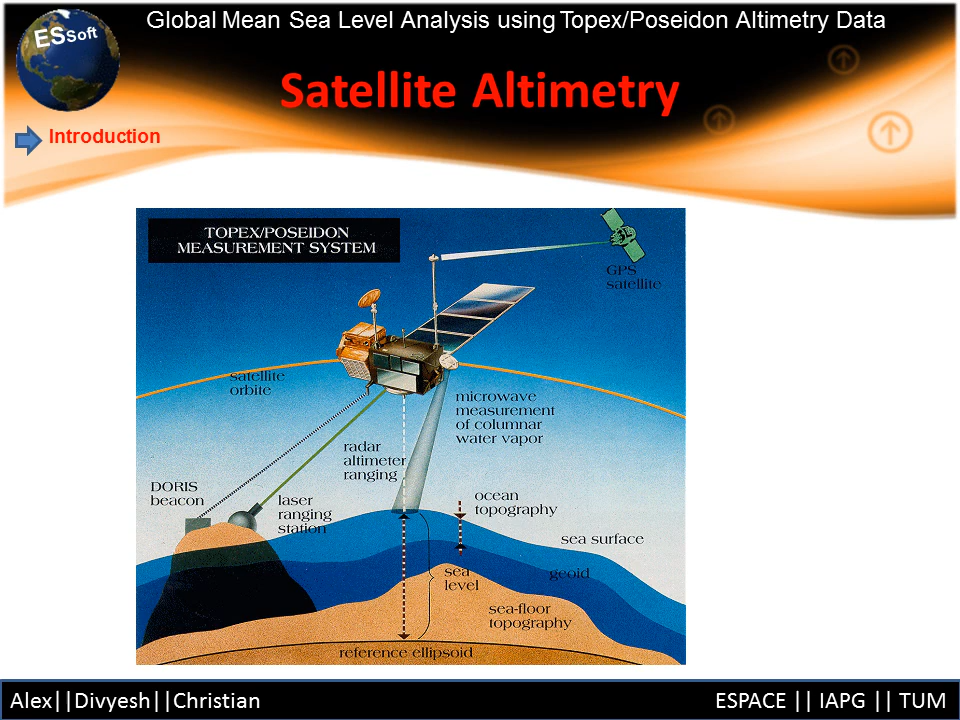 Global Mean Sea Level Analysis using Topex/Poseidon Altimetry Data
ESSoft
Satellite Altimetry
Introduction
TOPEX/POSEIDON
MEASUREMENT SYSTEM
GPS
satellite
satellite
orbite
microwave
measurement
of columnar
water vapor
radar
altimeter
ranging
DORIS
beacon
laser
ranging
station
ocean
topography
sea surface
geoid
sea
level
sea-floor
topography
reference ellipsoid
Alex||Divyesh||Christian
ESPACE || IAPG || TUM